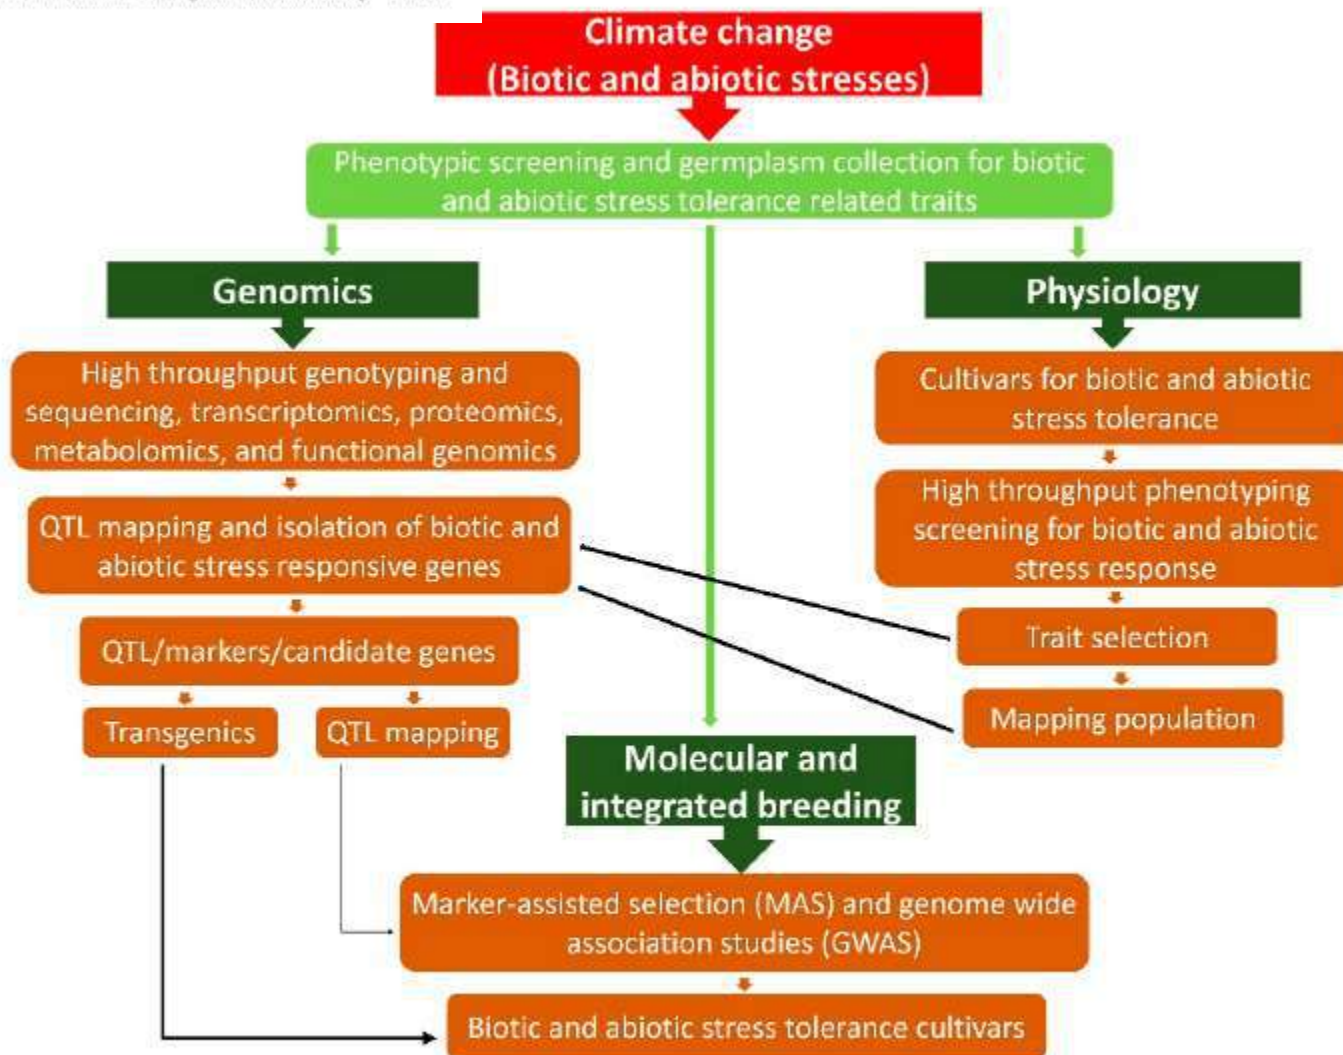 Climate change
(Biotic and abiotic stresses)
Phenotypic screening and germplasm collection for biotic
and abiotic stress tolerance related traits
Genomics
High throughput genotyping and
sequencing, transcriptomics, proteomics,
metabolomics, and functional genomics
QTL mapping and isolation of biotic and
abiotic stress responsive genes
QTL/markers/candidate genes
Transgenics
QTL mapping
Physiology
Cultivars for biotic and abiotic
stress tolerance
High throughput phenotyping
screening for biotic and abiotic
stress response
Trait selection
Mapping population
Molecular and
integrated breeding
Marker-assisted selection (MAS) and genome wide
association studies (GWAS)
Biotic and abiotic stress tolerance cultivars